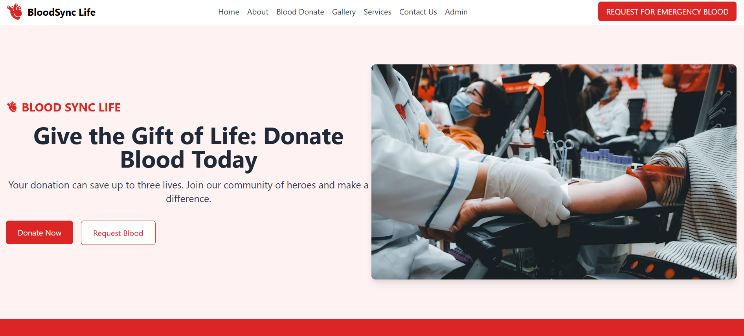 BloodSync Life
Home About Blood Donate Gallery Services Contact Us Admin
REQUEST FOR EMERGENCY BLOOD
BLOOD SYNC LIFE
Give the Gift of Life: Donate
Blood Today
Your donation can save up to three lives. Join our community of heroes and make a
difference.
Donate Now
Request Blood